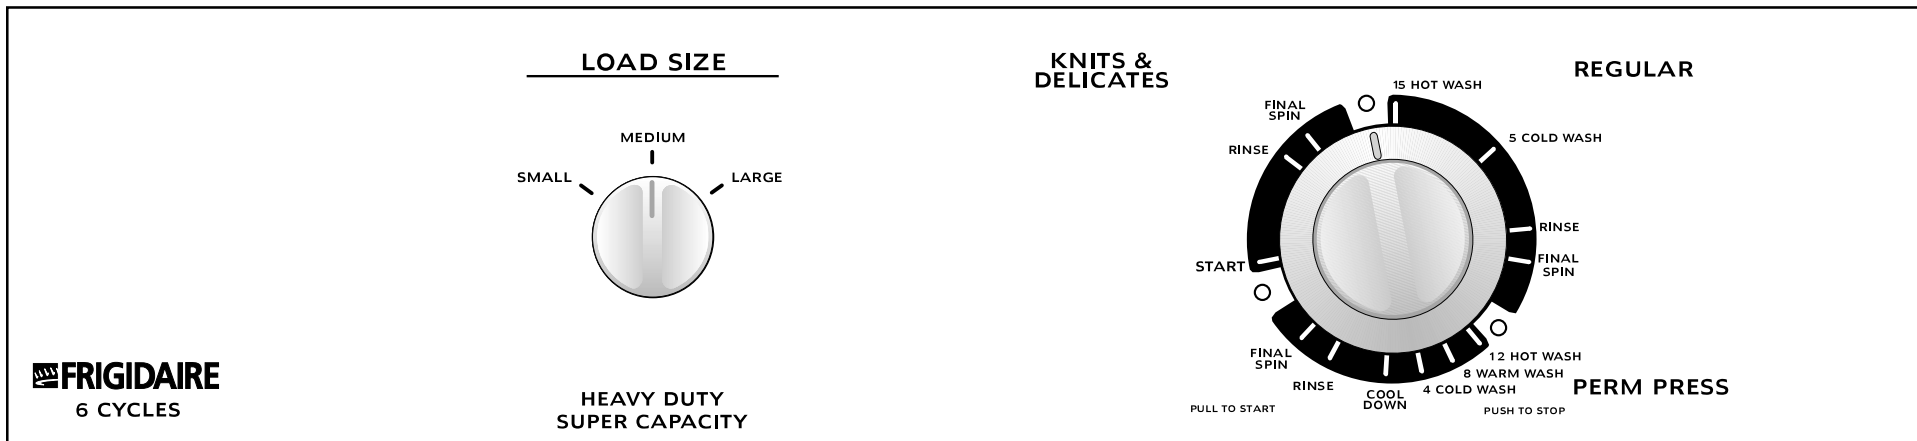 LOAD SIZE
SMALL
MEDIUM
LARGE
HEAVY DUTY
SUPER CAPACITY
FRIGIDAIRE
6 CYCLES
KNITS &
DELICATES
START
RINSE
FINAL
SPIN
REGULAR
15 HOT WASH
5 COLD WASH
RINSE
FINAL
SPIN
PERM PRESS
12 HOT WASH
8 WARM WASH
4 COLD WASH
COOL
DOWN
RINSE
FINAL
SPIN
PULL TO START
PUSH TO STOP